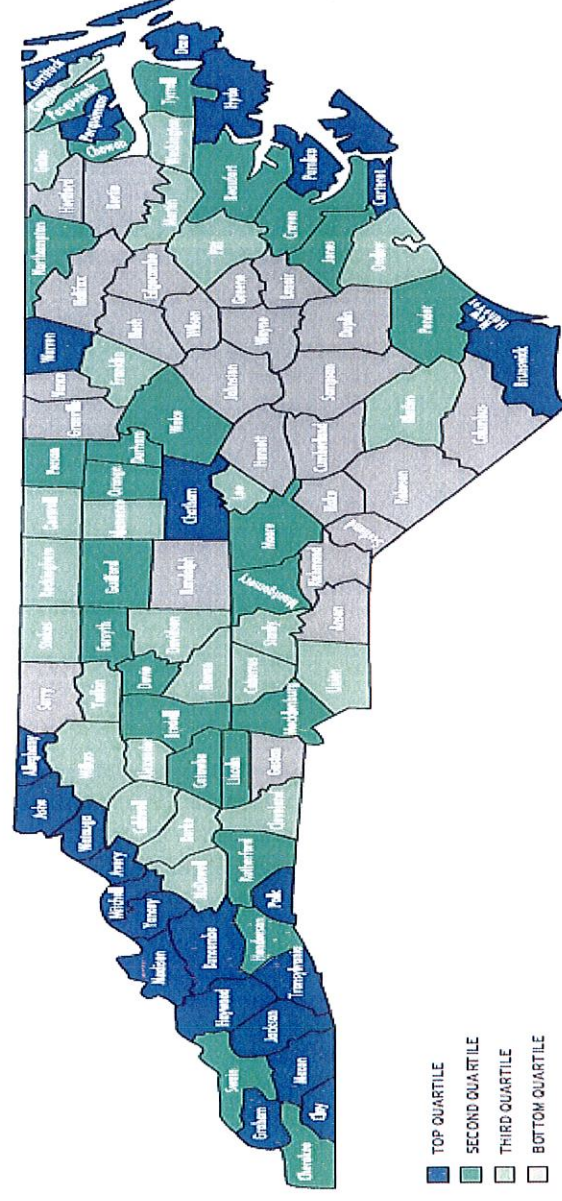 Cherokee
Graham
Swain
Clay
Macon
Jackson
Haywood
Transylvania
Buncombe
Madison
Henderson
Yancey
Mitchell
Avery
Polk
Rutherford
McDowell
Burke
Caldwell
Watauga
Ashe
Alleghany
Wilkes
Alexander
Catawba
Lincoln
Cleveland
Gaston
Surry
Yadkin
Iredell
Davie
Rowan
Cabarrus
Mecklenburg
Stokes
Forsyth
Davidson
Stanly
Union
Rockingham
Guilford
Randolph
Montgomery
Anson
Richmond
Caswell
Alamance
Chatham
Moore
Lee
Scotland
Hoke
Person
Orange
Durham
Wake
Harnett
Cumberland
Robeson
Granville
Vance
Warren
Franklin
Johnston
Sampson
Bladen
Columbus
Brunswick
Northampton
Halifax
Nash
Edgecombe
Wilson
Wayne
Greene
Lenoir
Duplin
Pender
New Hanover
Hertford
Bertie
Martin
Pitt
Craven
Jones
Onslow
Gates
Chowan
Perquimans
Pasquotank
Camden
Currituck
Washington
Tyrrell
Dare
Hyde
Beaufort
Pamlico
Carteret
TOP QUARTILE
SECOND QUARTILE
THIRD QUARTILE
BOTTOM QUARTILE